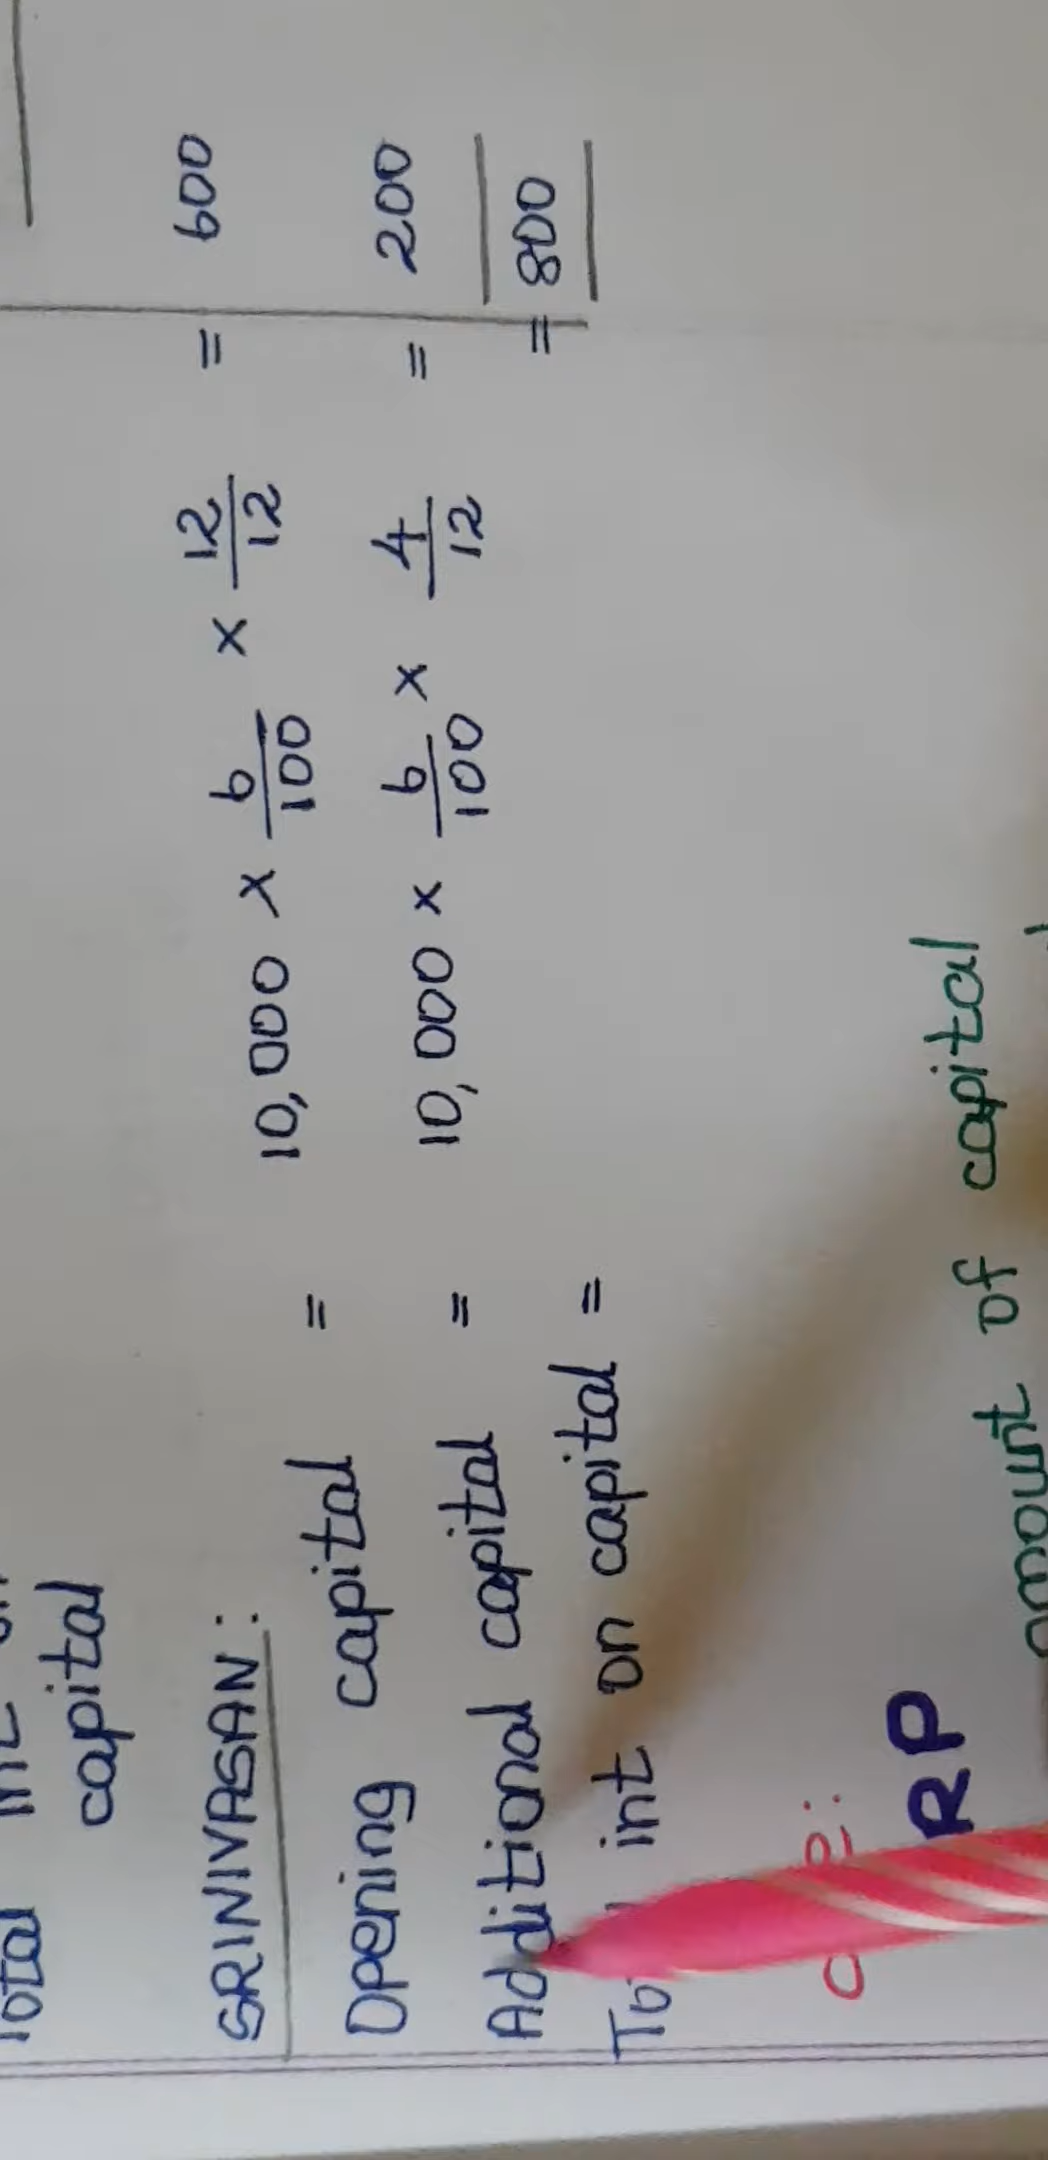 capital
SRINIVASAN:
Opening capital = 10,000 × 6/100 × 12/12 = 600
Additional capital = 10,000 × 6/100 × 4/12 = 200
int on capital = = 800
RP
amount of capital